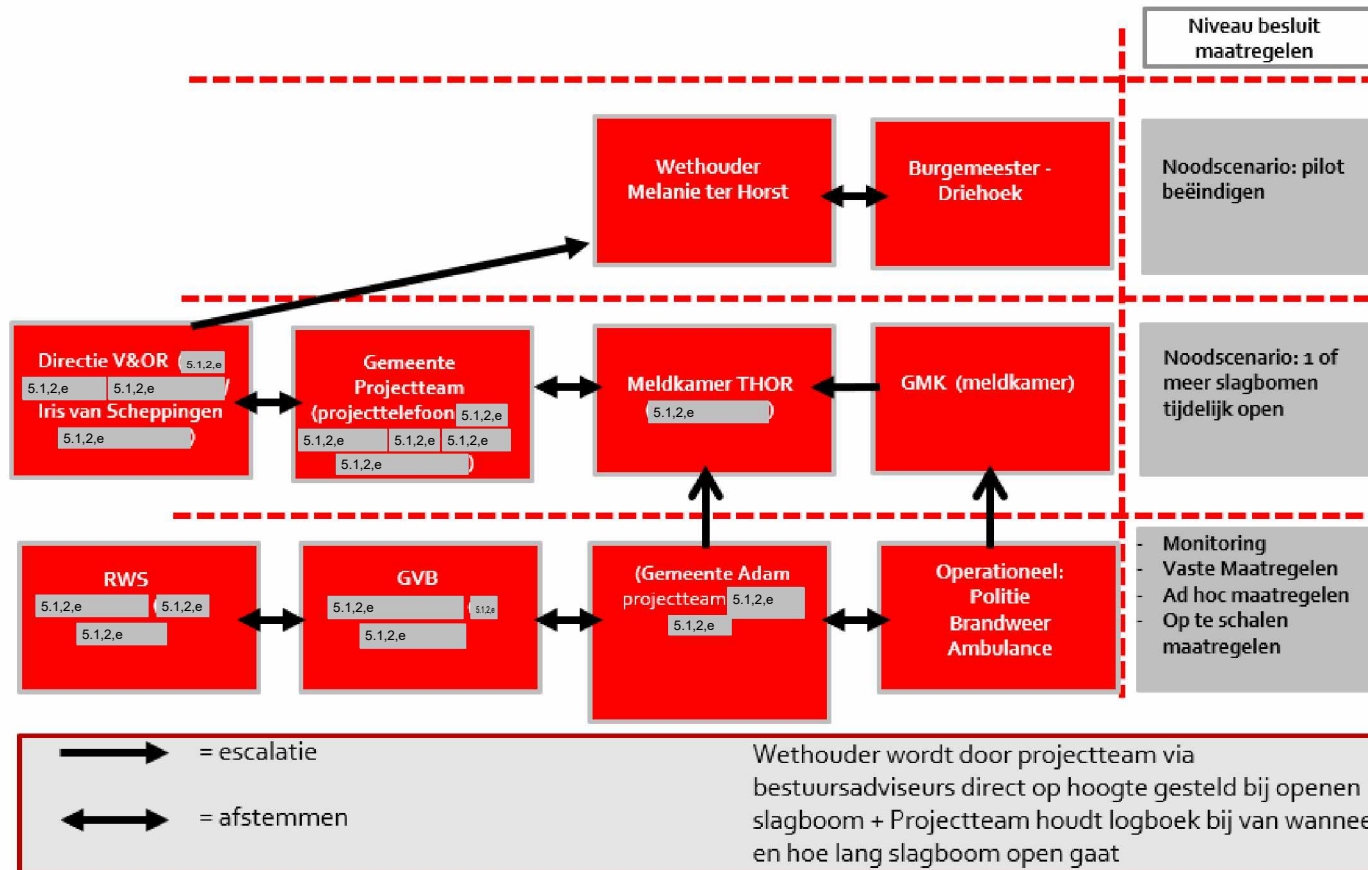 Niveau besluit
maatregelen
Wethouder
Melanie ter Horst
Burgemeester -
Driehoek
Noodscenario: pilot
beëindigen
Directie V&OR ( 5.1,2,e
5.1,2,e 5.1,2,e /
Iris van Scheppingen
5.1,2,e )
Gemeente
Projectteam
(projecttelefoon 5.1,2,e
5.1,2,e 5.1,2,e 5.1,2,e
5.1,2,e )
Meldkamer THOR
( 5.1,2,e )
GMK (meldkamer)
Noodscenario: 1 of
meer slagbomen
tijdelijk open
RWS
5.1,2,e ( 5.1,2,e
5.1,2,e
GVB
5.1,2,e ( 5.1,2,e
5.1,2,e
(Gemeente Adam
projectteam 5.1,2,e
5.1,2,e
Operationeel:
Politie
Brandweer
Ambulance
- Monitoring
- Vaste Maatregelen
- Ad hoc maatregelen
- Op te schalen
maatregelen
= escalatie
= afstemmen
Wethouder wordt door projectteam via
bestuursadviseurs direct op hoogte gesteld bij openen
slagboom + Projectteam houdt logboek bij van wannee
en hoe lang slagboom open gaat